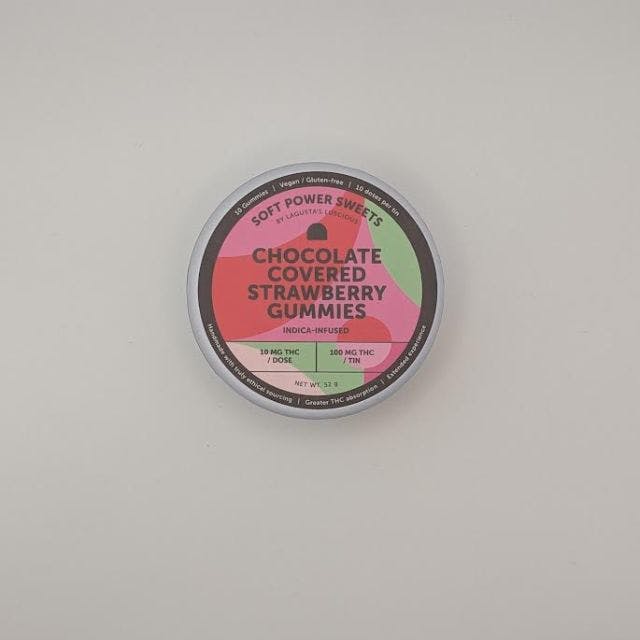 10 Gummies | Vegan / Gluten-free | 10 doses per tin
SOFT POWER SWEETS
BY LAGUSTA'S LUSCIOUS
CHOCOLATE
COVERED
STRAWBERRY
GUMMIES
INDICA-INFUSED
10 MG THC
/ DOSE
100 MG THC
/ TIN
NET WT. 52 g
Handmade with truly ethical sourcing | Greater THC absorption | Extended experience